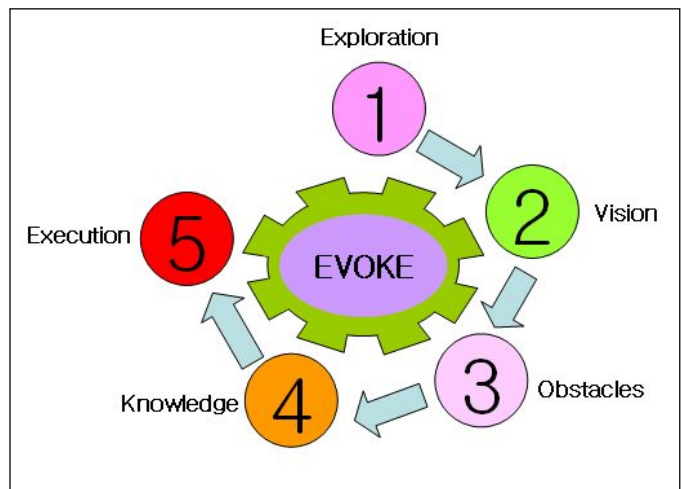 Exploration
1
2
Vision
EVOKE
5
Execution
3
Obstacles
4
Knowledge